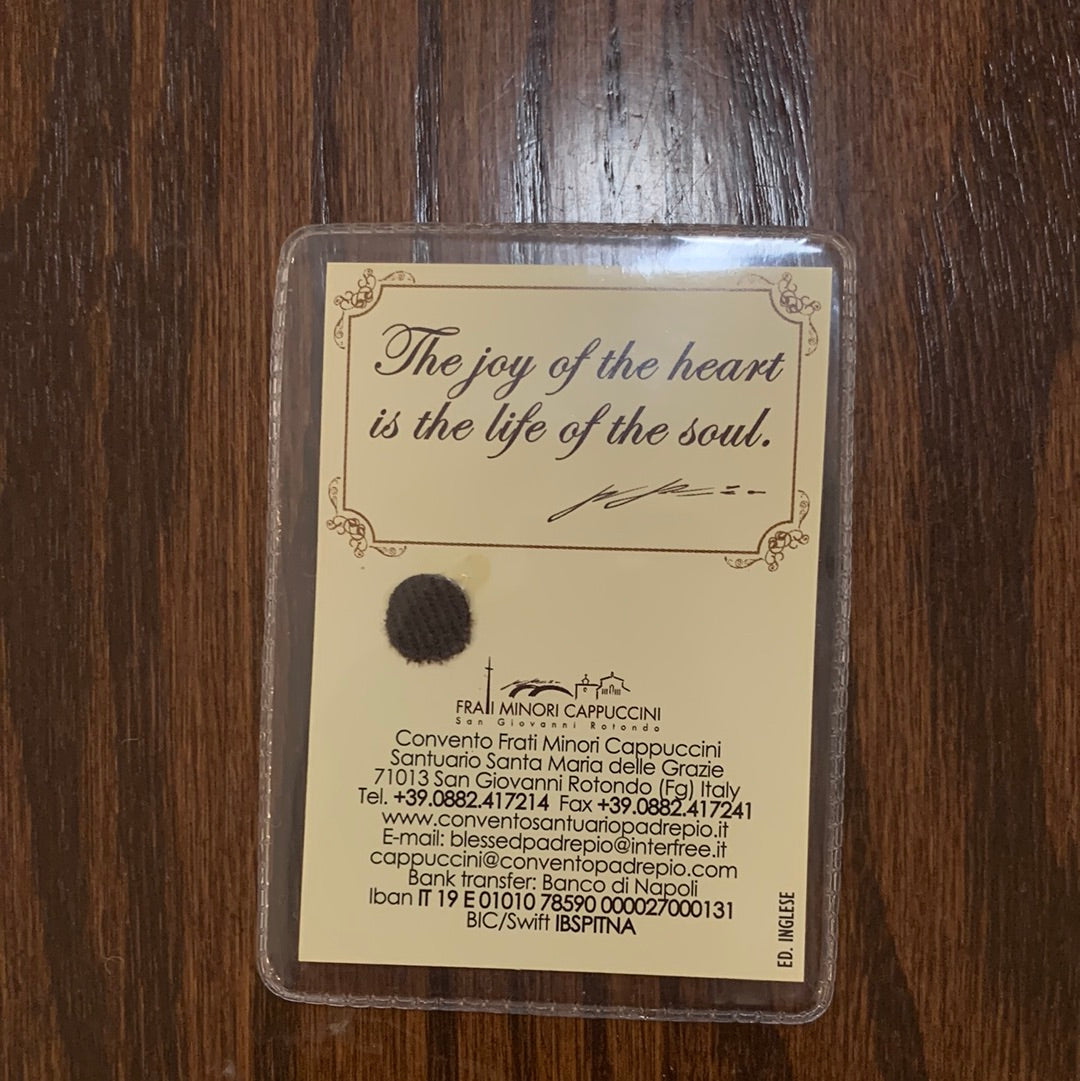 The joy of the heart
is the life of the soul.
FRATI MINORI CAPPUCCINI
San Giovanni Rotondo
Convento Frati Minori Cappuccini
Santuario Santa Maria delle Grazie
71013 San Giovanni Rotondo (Fg) Italy
Tel. +39.0882.417214 Fax +39.0882.417241
www.conventosantuariopadrepio.it
E-mail: blessedpadrepio@interfree.it
cappuccini@conventopadrepio.com
Bank transfer: Banco di Napoli
Iban IT 19 E 01010 78590 000027000131
BIC/Swift IBSPITNA
ED. INGLESE